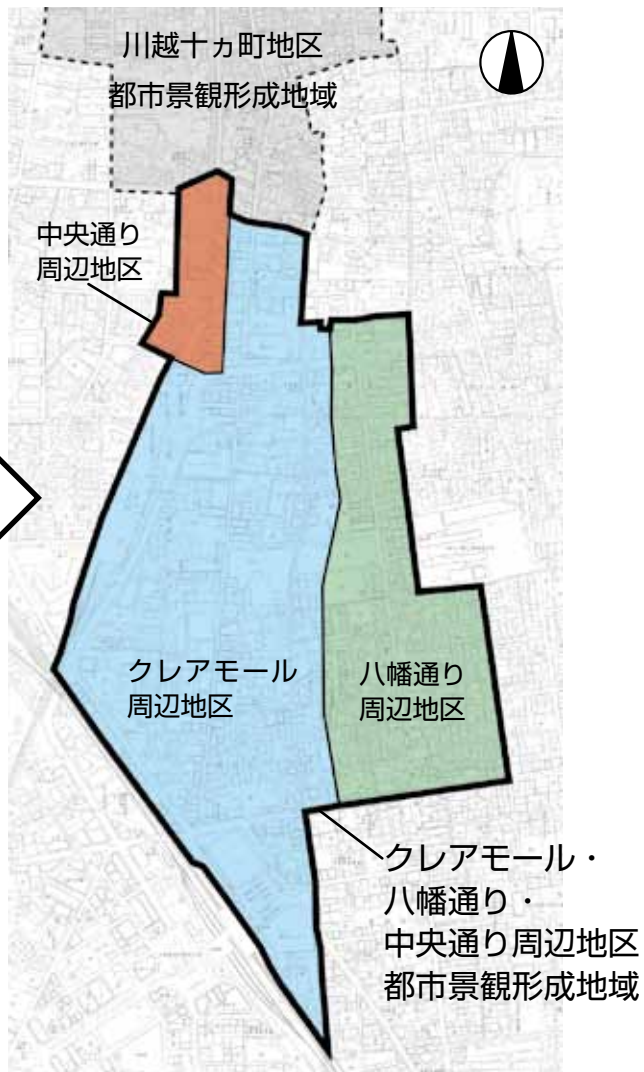 川越十ヵ町地区
都市景観形成地域
中央通り
周辺地区
クレアモール
周辺地区
八幡通り
周辺地区
クレアモール・
八幡通り・
中央通り周辺地区
都市景観形成地域